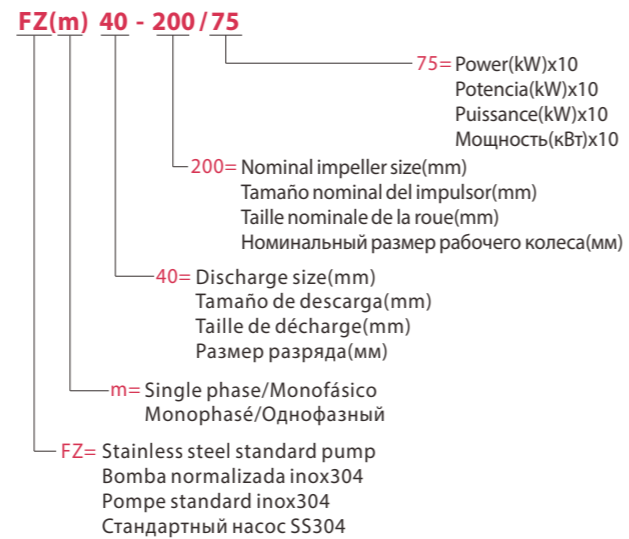 FZ(m) 40 - 200/75
75= Power(kW)x10
Potencia(kW)x10
Puissance(kW)x10
Мощность(кВт)x10
200= Nominal impeller size(mm)
Tamaño nominal del impulsor(mm)
Taille nominale de la roue(mm)
Номинальный размер рабочего колеса(мм)
40= Discharge size(mm)
Tamaño de descarga(mm)
Taille de décharge(mm)
Размер разряда(мм)
m= Single phase/Monofásico
Monophasé/Однофазный
FZ= Stainless steel standard pump
Bomba normalizada inox304
Pompe standard inox304
Стандартный насос SS304